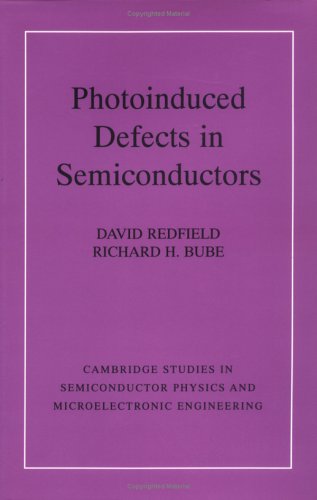 Photoinduced
Defects in
Semiconductors
DAVID REDFIELD
RICHARD H. BUBE
CAMBRIDGE STUDIES IN
SEMICONDUCTOR PHYSICS AND
MICROELECTRONIC ENGINEERING